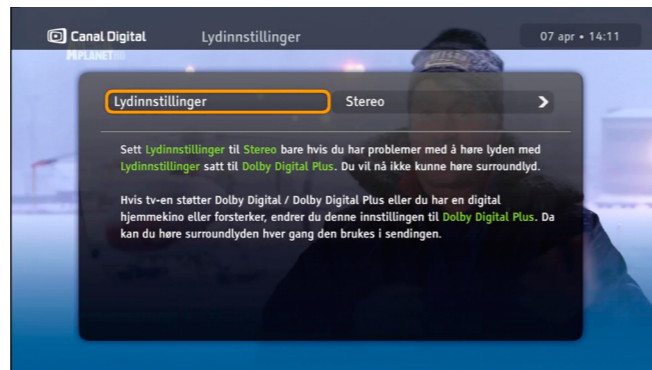 Canal Digital Lydinnstillinger 07 apr • 14:11
Lydinnstillinger Stereo
Sett Lydinnstillinger til Stereo bare hvis du har problemer med å høre lyden med
Lydinnstillinger satt til Dolby Digital Plus. Du vil nå ikke kunne høre surroundlyd.
Hvis tv-en støtter Dolby Digital / Dolby Digital Plus eller du har en digital
hjemmekino eller forsterker, endrer du denne innstillingen til Dolby Digital Plus. Da
kan du høre surroundlyden hver gang den brukes i sendingen.